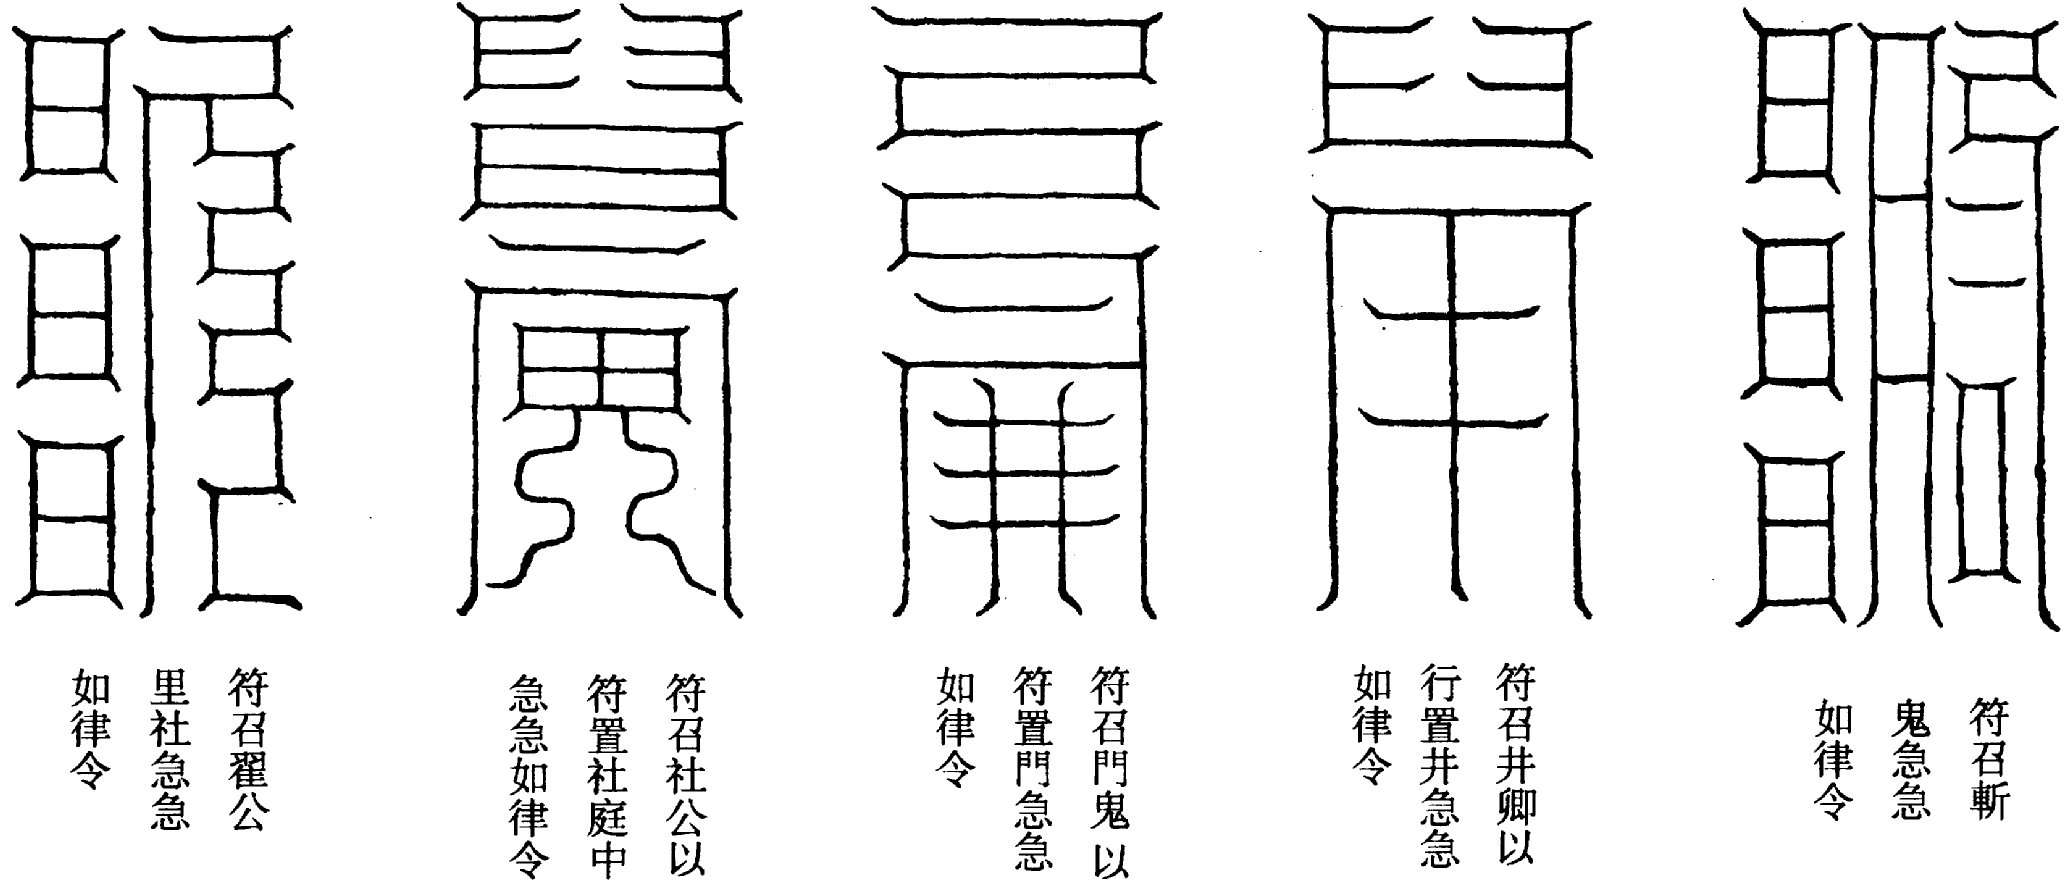 符召斬
鬼急急
如律令
符召井卿以
行置井急急
如律令
符召門鬼以
符置門急急
如律令
符召社公以
符置社庭中
急急如律令
符召翟公
里社急急
如律令